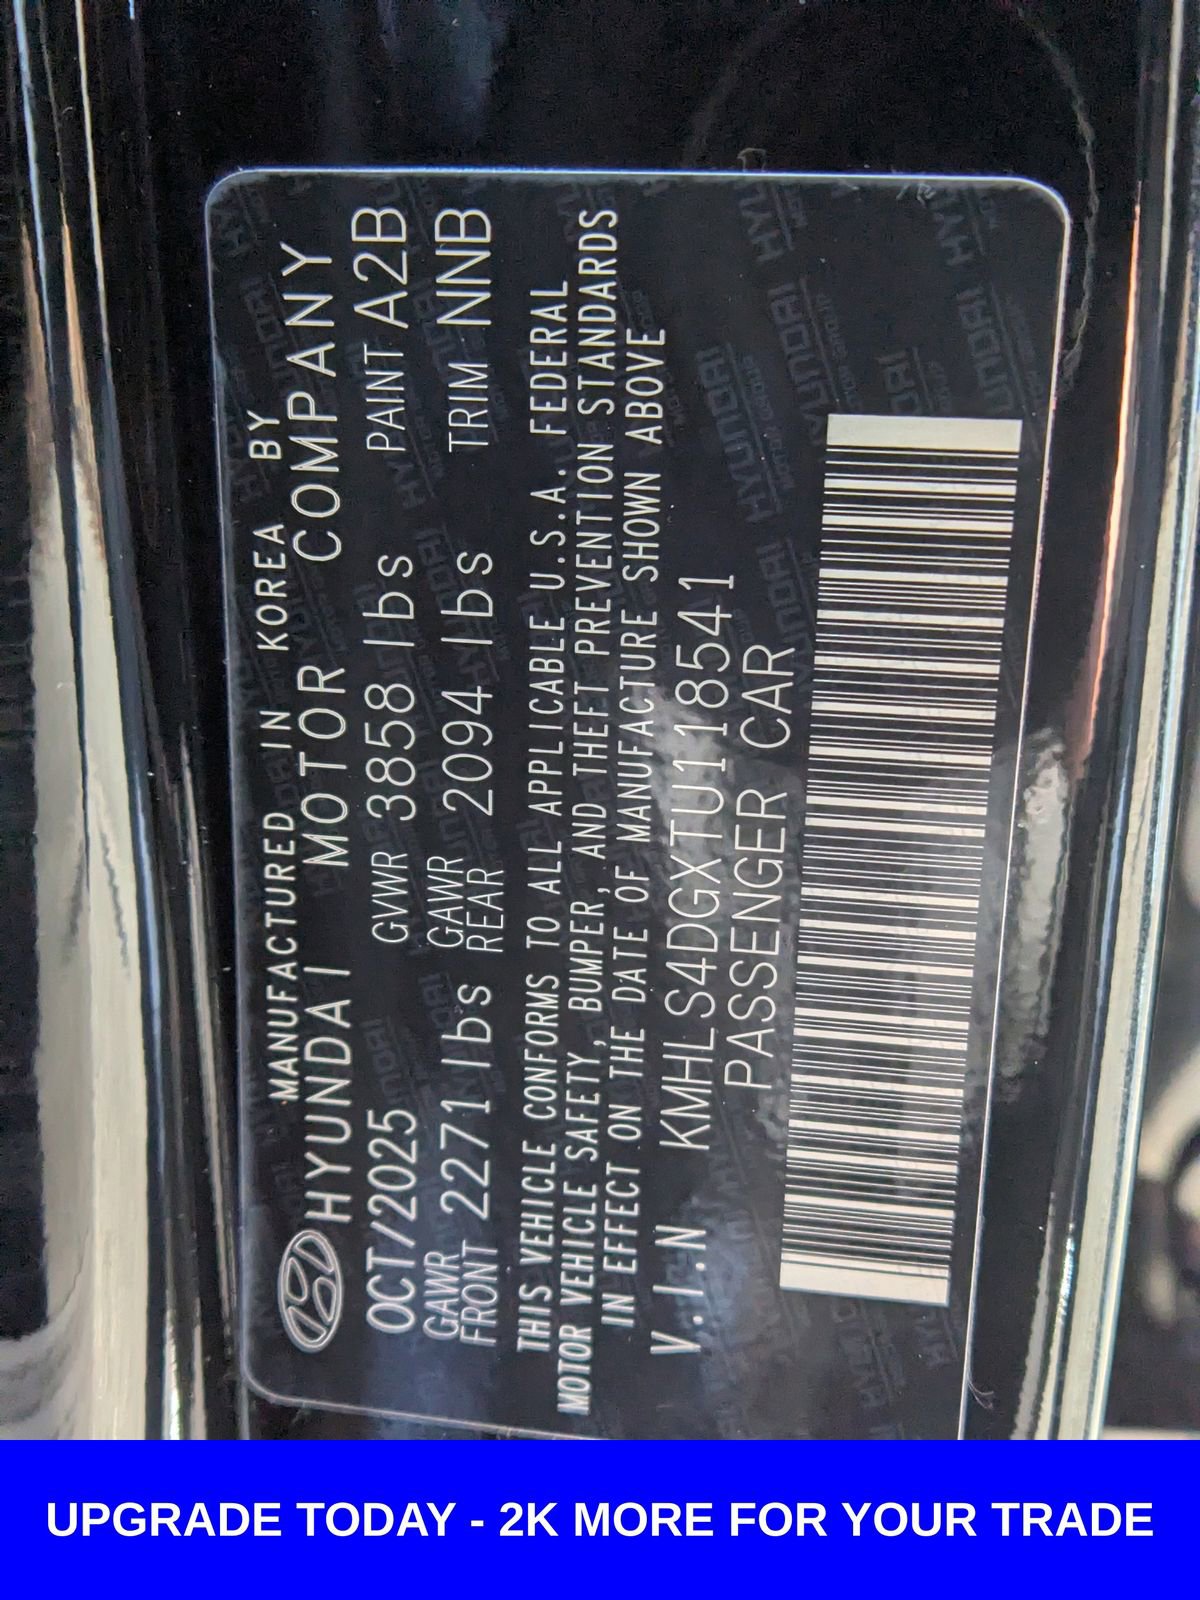 MANUFACTURED IN KOREA BY
HYUNDAI MOTOR COMPANY
OCT/2025 GVWR 3858 lbs PAINT A2B
GAWR FRONT 2271 lbs GAWR REAR 2094 lbs TRIM NNB
THIS VEHICLE CONFORMS TO ALL APPLICABLE U.S.A. FEDERAL
MOTOR VEHICLE SAFETY, BUMPER, AND THEFT PREVENTION STANDARDS
IN EFFECT ON THE DATE OF MANUFACTURE SHOWN ABOVE
V.I.N KMHLS4DGXTU118541
PASSENGER CAR
UPGRADE TODAY - 2K MORE FOR YOUR TRADE